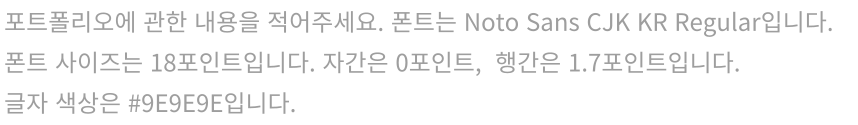 포트폴리오에 관한 내용을 적어주세요. 폰트는 Noto Sans CJK KR Regular입니다.
폰트 사이즈는 18포인트입니다. 자간은 0포인트,  행간은 1.7포인트입니다.
글자 색상은 #9E9E9E입니다.